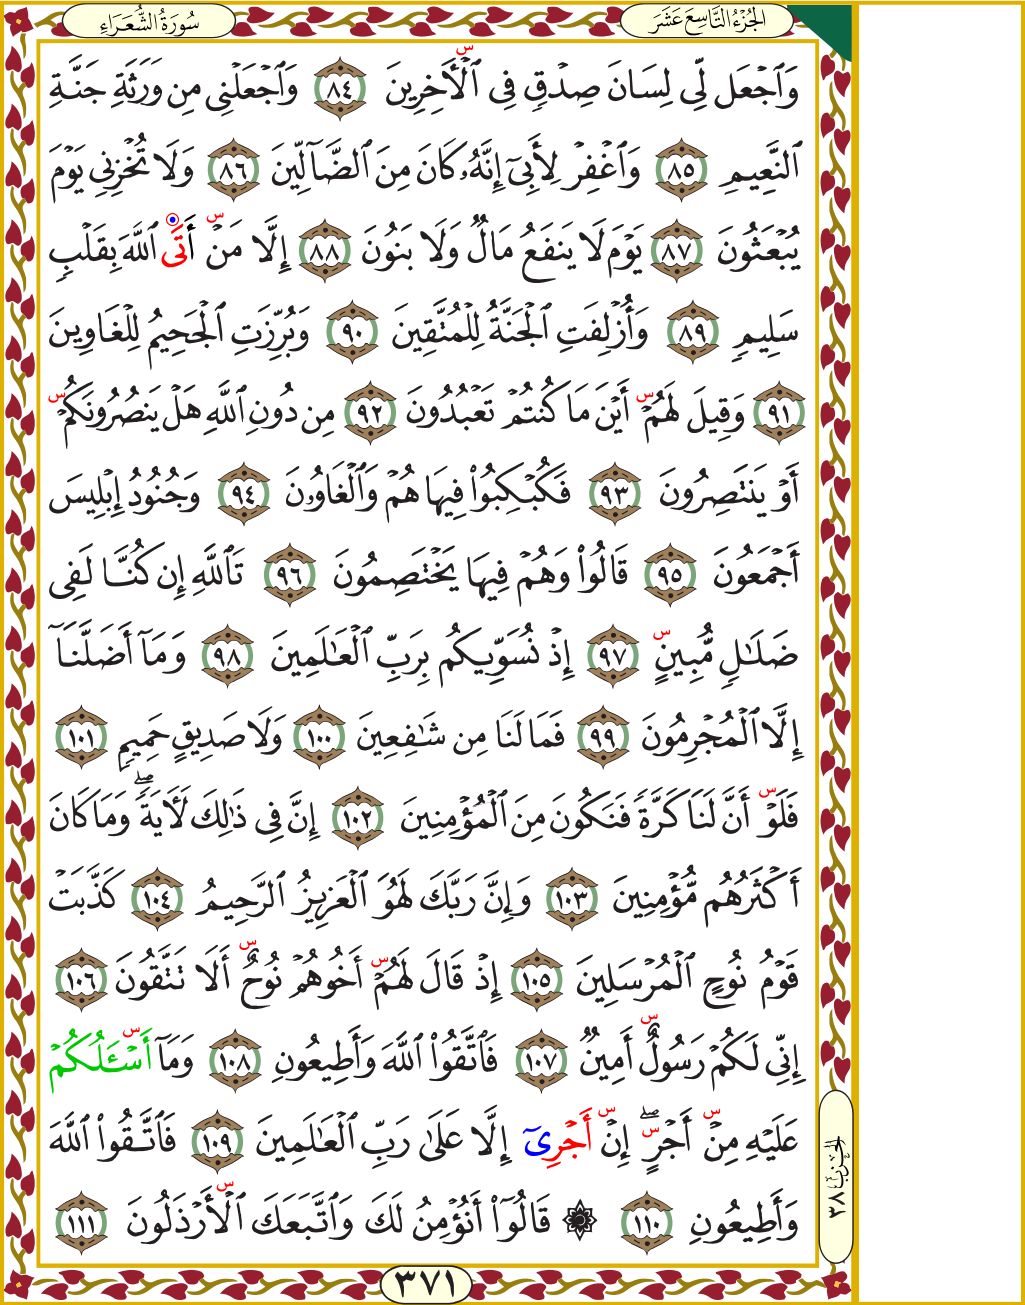 سُورَةُ الشُّعَرَاءِ
الجُزْءُ التَّاسِعَ عَشَرَ
وَٱجْعَل لِّى لِسَانَ صِدْقٍ فِى ٱلْـَٔاخِرِينَ ٨٤ وَٱجْعَلْنِى مِن وَرَثَةِ جَنَّةِ
ٱلنَّعِيمِ ٨٥ وَٱغْفِرْ لِأَبِىٓ إِنَّهُۥ كَانَ مِنَ ٱلضَّآلِّينَ ٨٦ وَلَا تُخْزِنِى يَوْمَ
يُبْعَثُونَ ٨٧ يَوْمَ لَا يَنفَعُ مَالٌ وَلَا بَنُونَ ٨٨ إِلَّا مَنْ أَتَى ٱللَّهَ بِقَلْبٍ
سَلِيمٍ ٨٩ وَأُزْلِفَتِ ٱلْجَنَّةُ لِلْمُتَّقِينَ ٩٠ وَبُرِّزَتِ ٱلْجَحِيمُ لِلْغَاوِينَ
٩١ وَقِيلَ لَهُمْ أَيْنَ مَا كُنتُمْ تَعْبُدُونَ ٩٢ مِن دُونِ ٱللَّهِ هَلْ يَنصُرُونَكُمْ
أَوْ يَنتَصِرُونَ ٩٣ فَكُبْكِبُوا۟ فِيهَا هُمْ وَٱلْغَاوُۥنَ ٩٤ وَجُنُودُ إِبْلِيسَ
أَجْمَعُونَ ٩٥ قَالُوا۟ وَهُمْ فِيهَا يَخْتَصِمُونَ ٩٦ تَٱللَّهِ إِن كُنَّا لَفِى
ضَلَـٰلٍ مُّبِينٍ ٩٧ إِذْ نُسَوِّيكُم بِرَبِّ ٱلْعَـٰلَمِينَ ٩٨ وَمَآ أَضَلَّنَآ
إِلَّا ٱلْمُجْرِمُونَ ٩٩ فَمَا لَنَا مِن شَـٰفِعِينَ ١٠٠ وَلَا صَدِيقٍ حَمِيمٍ ١٠١
فَلَوْ أَنَّ لَنَا كَرَّةً فَنَكُونَ مِنَ ٱلْمُؤْمِنِينَ ١٠٢ إِنَّ فِى ذَٰلِكَ لَـَٔايَةً ۖ وَمَا كَانَ
أَكْثَرُهُم مُّؤْمِنِينَ ١٠٣ وَإِنَّ رَبَّكَ لَهُوَ ٱلْعَزِيزُ ٱلرَّحِيمُ ١٠٤ كَذَّبَتْ
قَوْمُ نُوحٍ ٱلْمُرْسَلِينَ ١٠٥ إِذْ قَالَ لَهُمْ أَخُوهُمْ نُوحٌ أَلَا تَتَّقُونَ ١٠٦
إِنِّى لَكُمْ رَسُولٌ أَمِينٌ ١٠٧ فَٱتَّقُوا۟ ٱللَّهَ وَأَطِيعُونِ ١٠٨ وَمَآ أَسْـَٔلُكُمْ
عَلَيْهِ مِنْ أَجْرٍ ۖ إِنْ أَجْرِىَ إِلَّا عَلَىٰ رَبِّ ٱلْعَـٰلَمِينَ ١٠٩ فَٱتَّقُوا۟ ٱللَّهَ
وَأَطِيعُونِ ١١٠ ۞ قَالُوٓا۟ أَنُؤْمِنُ لَكَ وَٱتَّبَعَكَ ٱلْأَرْذَلُونَ ١١١
الحزب ٣٨
٣٧١